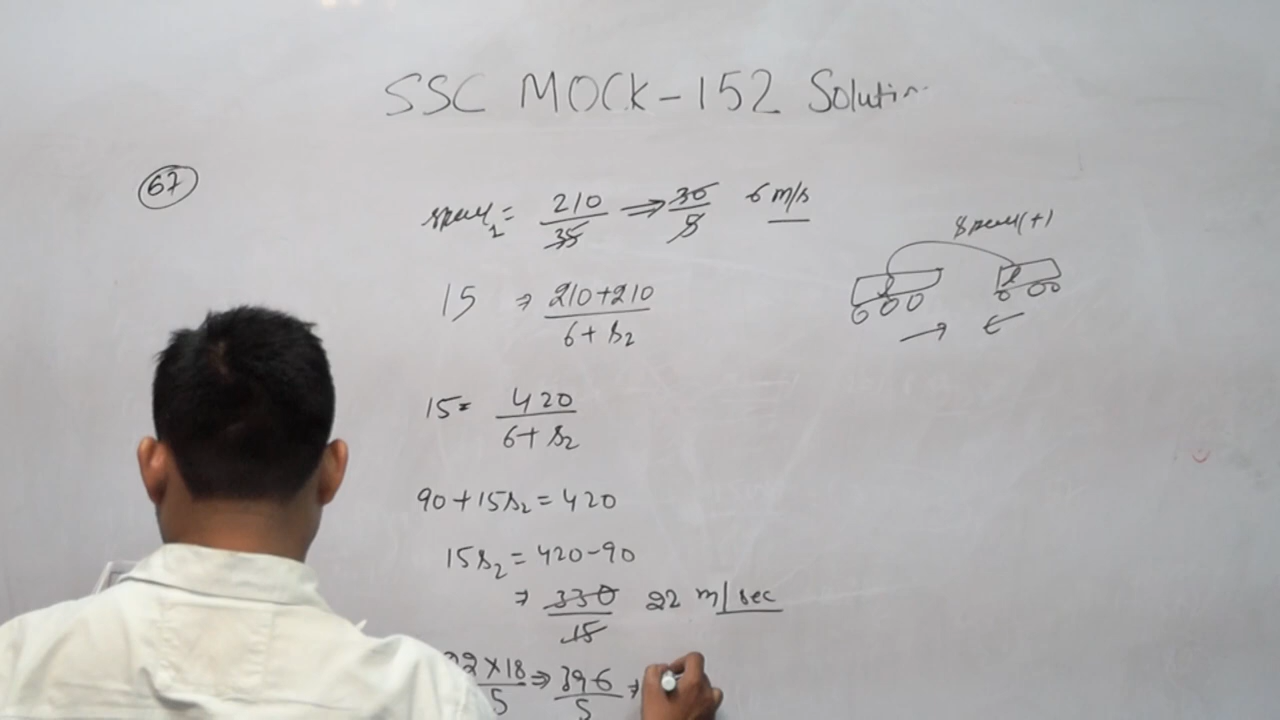 SSC MOCK-152 Solution
67
speed₁ = 210/35 ⇒ 30/5 6 m/s
speed(+)
15 ⇒ 210+210/6+s₂
15 = 420/6+s₂
90+15s₂ = 420
15s₂ = 420-90
⇒ 330/15 22 m/sec
22×18/5 ⇒ 396/5 ⇒